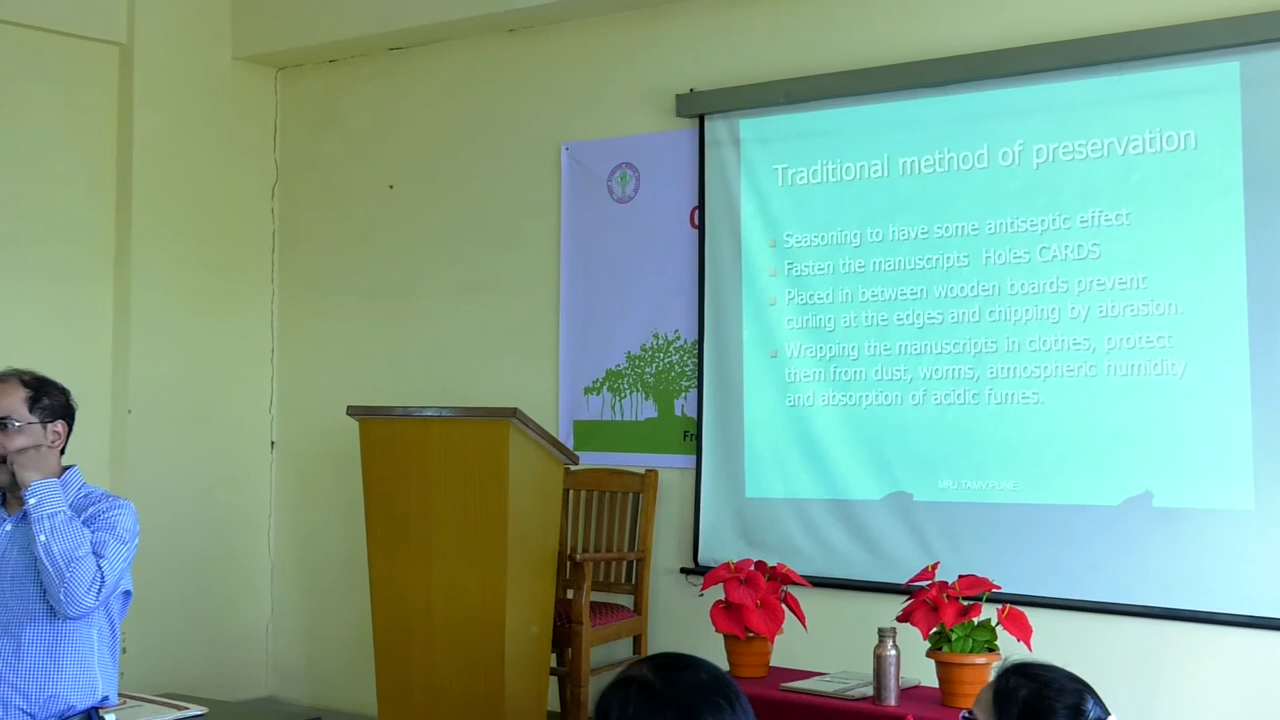 Traditional method of preservation
Seasoning to have some antiseptic effect
Fasten the manuscripts Holes CARDS
Placed in between wooden boards prevent
curling at the edges and chipping by abrasion.
Wrapping the manuscripts in clothes, protect
them from dust, worms, atmospheric humidity
and absorption of acidic fumes.
MRJ,TAMV,PUNE